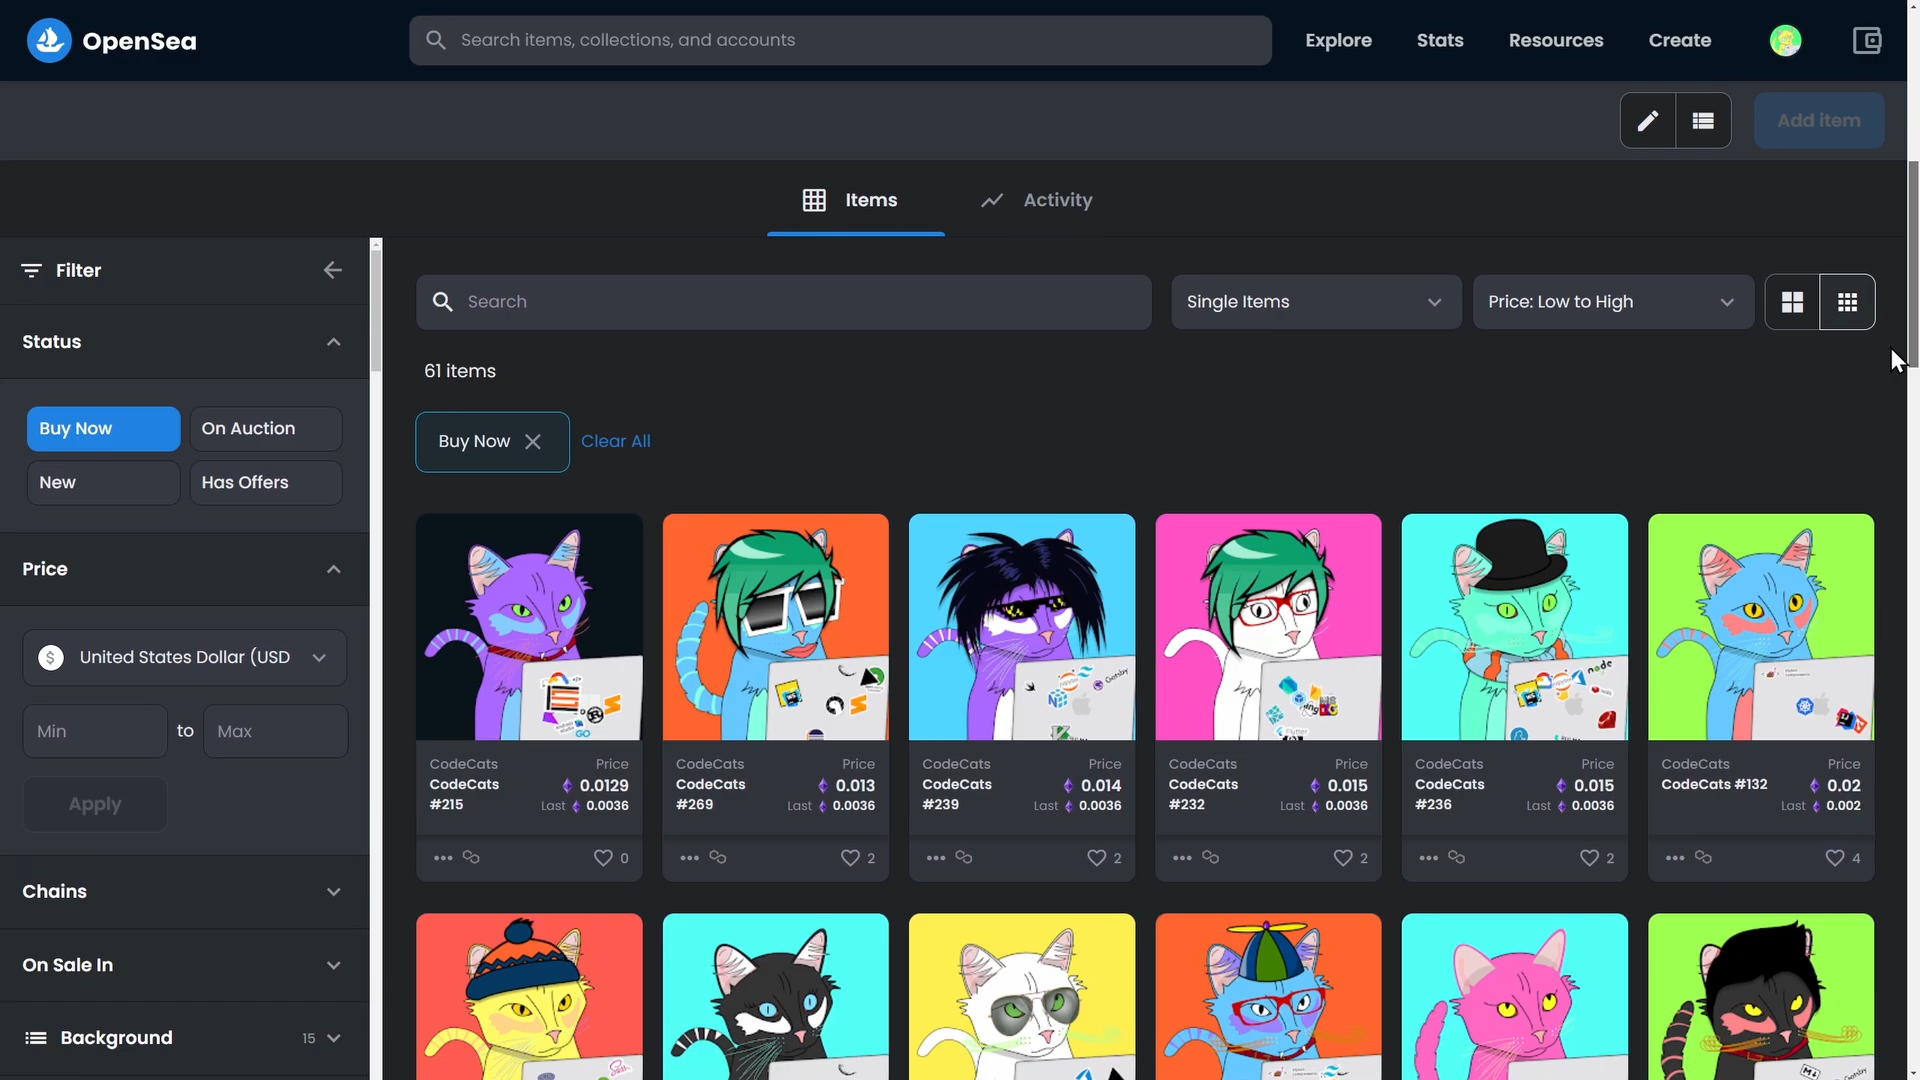 OpenSea
Search items, collections, and accounts
Explore
Stats
Resources
Create
Add item
Items
Activity
Filter
Status
Buy Now
On Auction
New
Has Offers
Price
$ United States Dollar (USD
Min
to
Max
Apply
Chains
On Sale In
Background
15
Search
Single Items
Price: Low to High
61 items
Buy Now
Clear All
CodeCats
Price
CodeCats
0.0129
#215
Last 0.0036
0
CodeCats
Price
CodeCats
0.013
#269
Last 0.0036
2
Gatsby
CodeCats
Price
CodeCats
0.014
#239
Last 0.0036
2
CodeCats
Price
CodeCats
0.015
#232
Last 0.0036
2
node
CodeCats
Price
CodeCats
0.015
#236
Last 0.0036
2
CodeCats
Price
CodeCats #132
0.02
Last 0.002
4